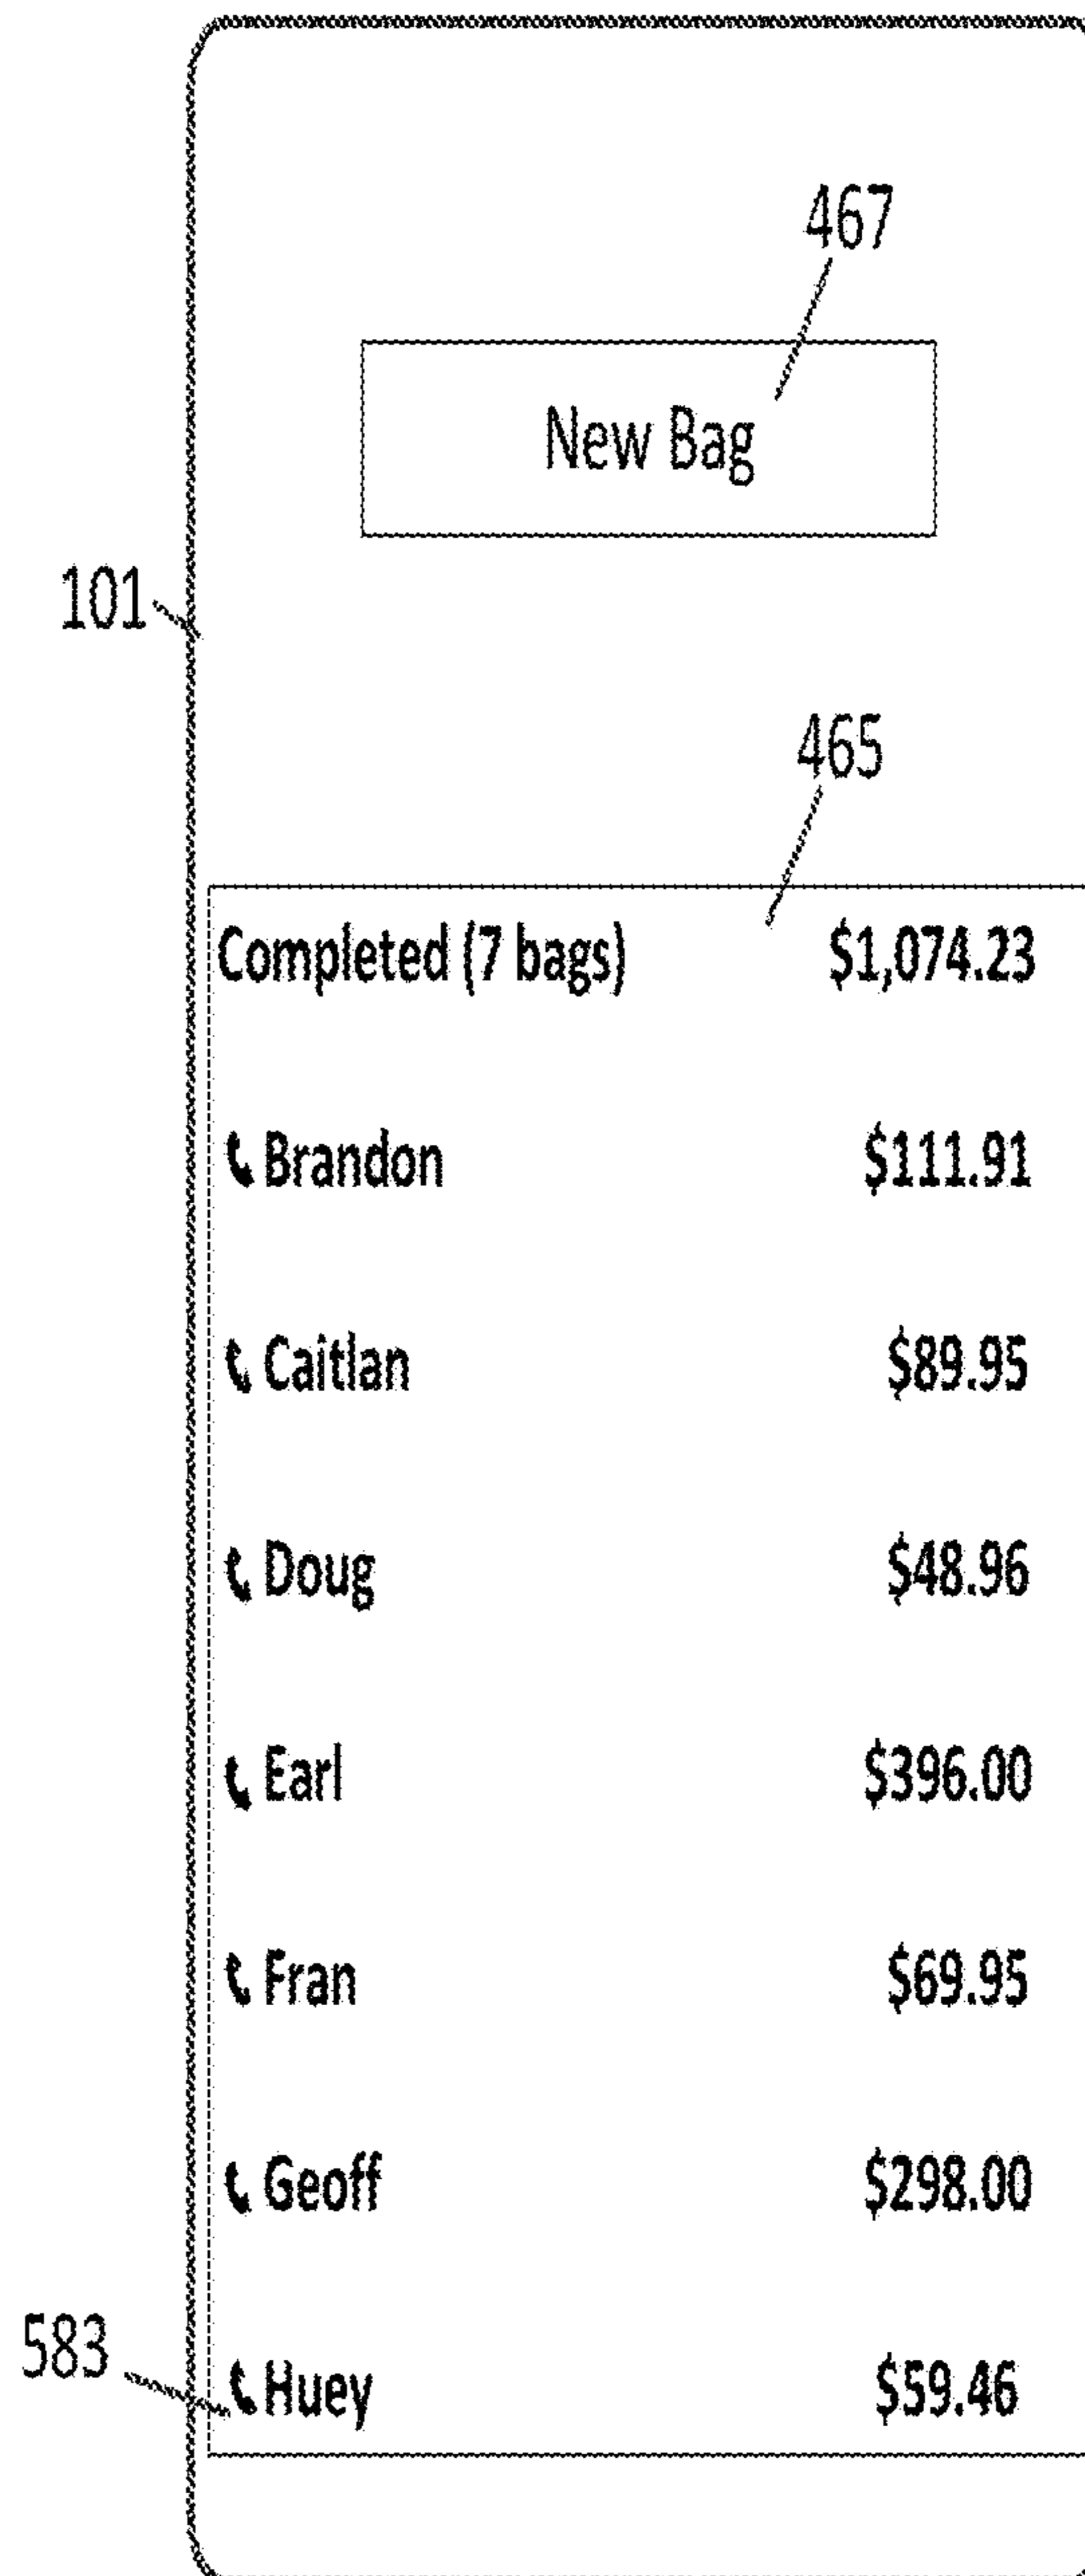 467
New Bag
101
465
Completed (7 bags) $1,074.23
Brandon $111.91
Caitlan $89.95
Doug $48.96
Earl $396.00
Fran $69.95
Geoff $298.00
583
Huey $59.46